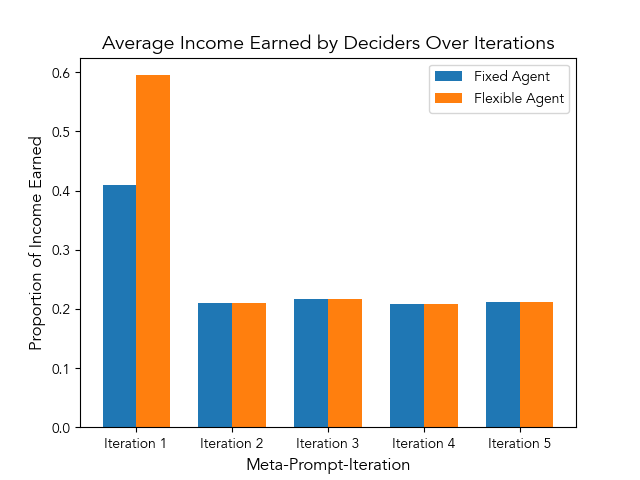 Average Income Earned by Deciders Over Iterations
Fixed Agent
Flexible Agent
Proportion of Income Earned
0.6
0.5
0.4
0.3
0.2
0.1
0.0
Iteration 1
Iteration 2
Iteration 3
Iteration 4
Iteration 5
Meta-Prompt-Iteration